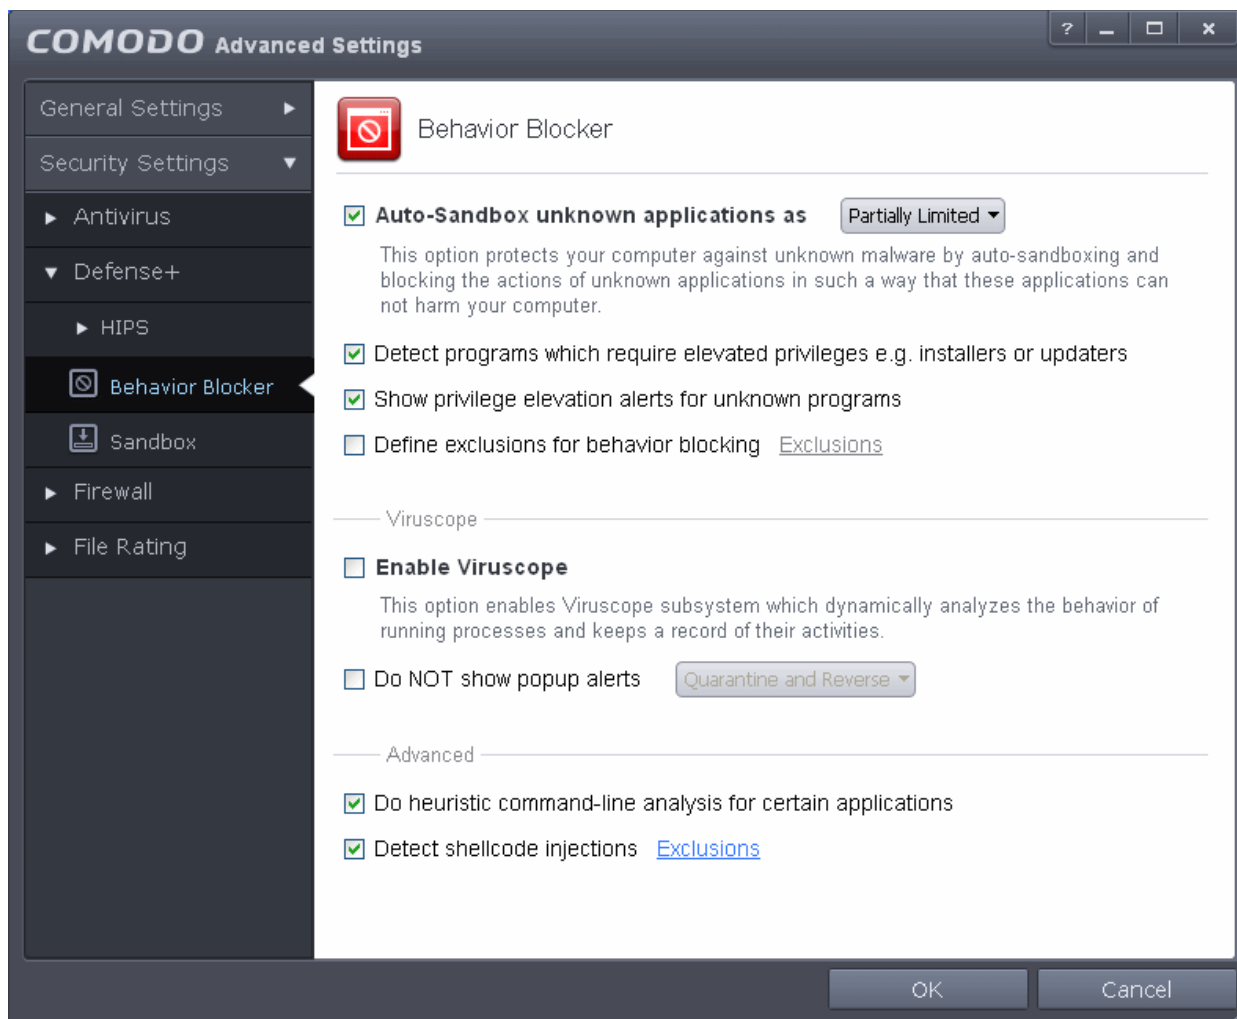 COMODO Advanced Settings
?
General Settings
Security Settings
Antivirus
Defense+
HIPS
Behavior Blocker
Sandbox
Firewall
File Rating
Behavior Blocker
Auto-Sandbox unknown applications as Partially Limited
This option protects your computer against unknown malware by auto-sandboxing and
blocking the actions of unknown applications in such a way that these applications can
not harm your computer.
Detect programs which require elevated privileges e.g. installers or updaters
Show privilege elevation alerts for unknown programs
Define exclusions for behavior blocking Exclusions
Viruscope
Enable Viruscope
This option enables Viruscope subsystem which dynamically analyzes the behavior of
running processes and keeps a record of their activities.
Do NOT show popup alerts Quarantine and Reverse
Advanced
Do heuristic command-line analysis for certain applications
Detect shellcode injections Exclusions
OK Cancel